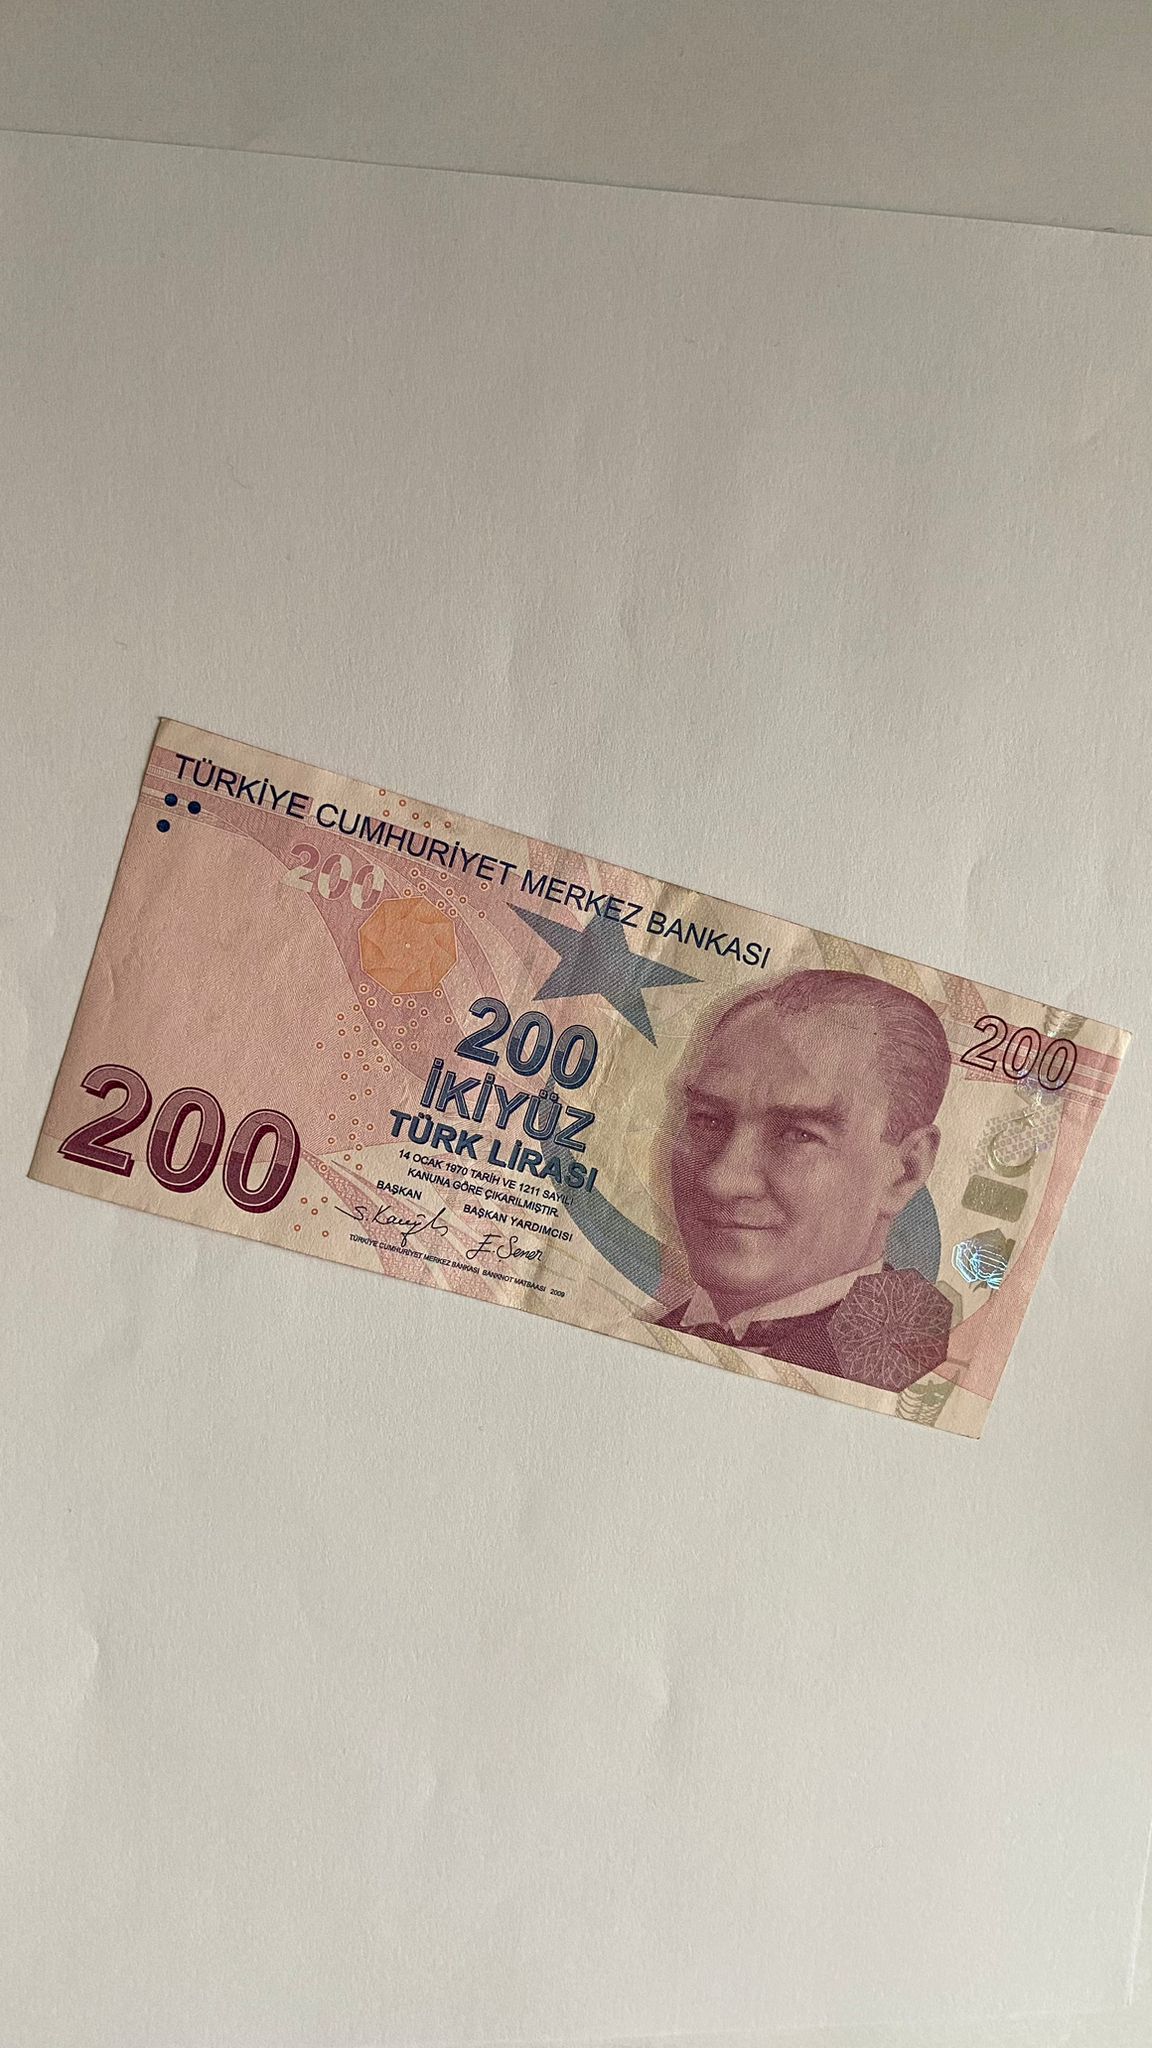 TÜRKİYE CUMHURİYET MERKEZ BANKASI
200
200
200
İKİYÜZ
TÜRK LİRASI
14 OCAK 1970 TARİH VE 1211 SAYILI
KANUNA GÖRE ÇIKARILMIŞTIR.
BAŞKAN
BAŞKAN YARDIMCISI
E. Şener
TÜRKİYE CUMHURİYET MERKEZ BANKASI BANKNOT MATBAASI 2009
200